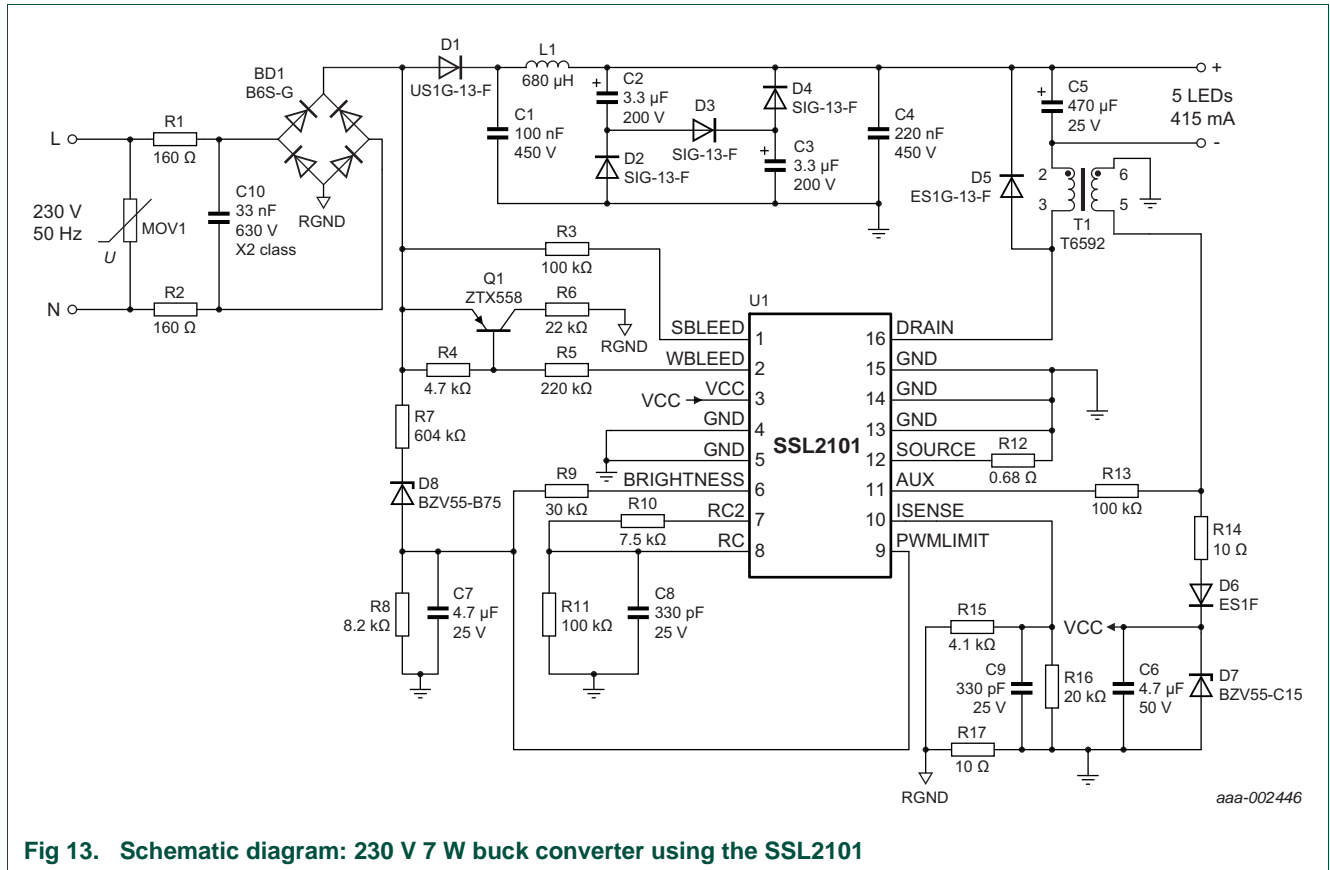 D1
US1G-13-F
L1
680 μH
BD1
B6S-G
C2
3.3 μF
200 V
D4
SIG-13-F
+
5 LEDs
415 mA
-
C5
470 μF
25 V
+
+
D3
SIG-13-F
C1
100 nF
450 V
C4
220 nF
450 V
L
R1
160 Ω
D2
SIG-13-F
+
C3
3.3 μF
200 V
D5
ES1G-13-F
2
3
6
5
T1
T6592
C10
33 nF
630 V
X2 class
RGND
230 V
50 Hz
MOV1
U
R3
100 kΩ
N
R2
160 Ω
Q1
ZTX558
R6
22 kΩ
RGND
U1
SSL2101
SBLEED
1
WBLEED
2
VCC
VCC
3
GND
4
GND
5
BRIGHTNESS
6
RC2
7
RC
8
16
DRAIN
15
GND
14
GND
13
GND
12
SOURCE
11
AUX
10
ISENSE
9
PWMLIMIT
R4
4.7 kΩ
R5
220 kΩ
R7
604 kΩ
D8
BZV55-B75
R9
30 kΩ
R10
7.5 kΩ
R12
0.68 Ω
R13
100 kΩ
R14
10 Ω
D6
ES1F
R8
8.2 kΩ
C7
4.7 μF
25 V
R11
100 kΩ
C8
330 pF
25 V
R15
4.1 kΩ
VCC
C9
330 pF
25 V
R16
20 kΩ
C6
4.7 μF
50 V
D7
BZV55-C15
R17
10 Ω
RGND
aaa-002446
Fig 13. Schematic diagram: 230 V 7 W buck converter using the SSL2101